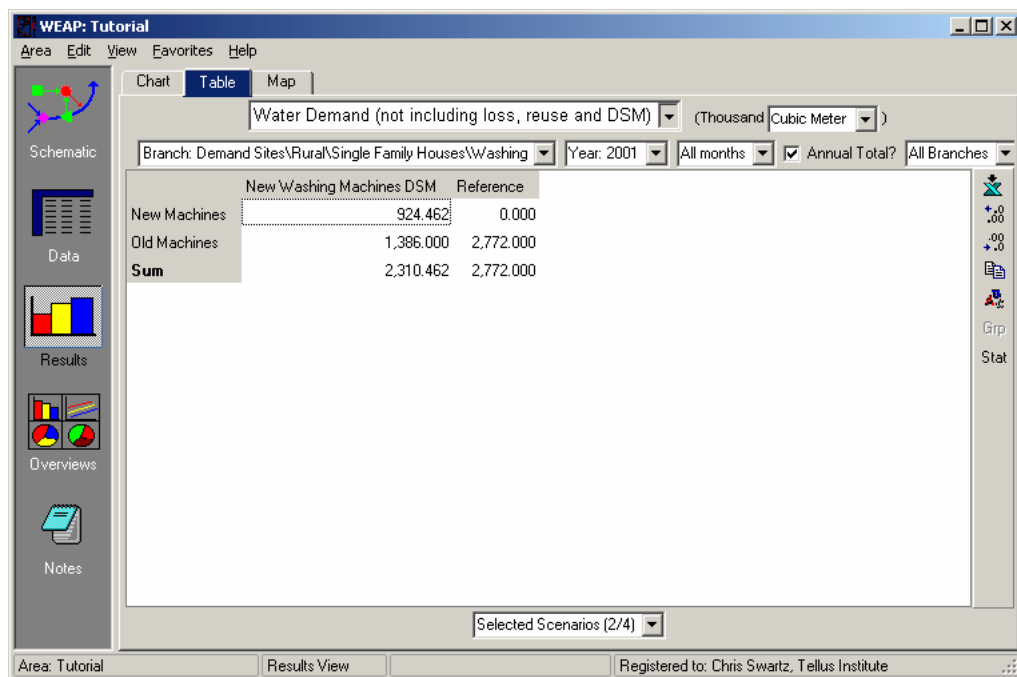 WEAP: Tutorial
Area Edit View Favorites Help
Chart Table Map
Water Demand (not including loss, reuse and DSM) (Thousand Cubic Meter )
Branch: Demand Sites\Rural\Single Family Houses\Washing Year: 2001 All months Annual Total? All Branches
New Washing Machines DSM Reference
New Machines 924.462 0.000
Old Machines 1,386.000 2,772.000
Sum 2,310.462 2,772.000
Schematic
Data
Results
Overviews
Notes
.0
.00
.00
.0
Grp
Stat
Selected Scenarios (2/4)
Area: Tutorial Results View Registered to: Chris Swartz, Tellus Institute